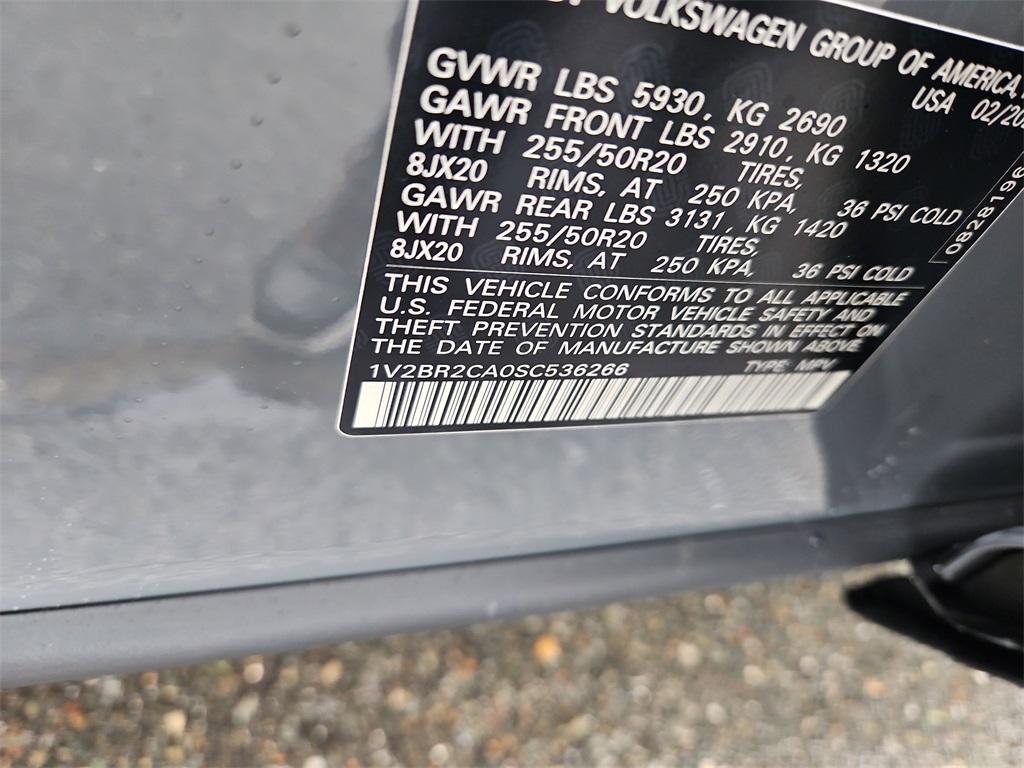 VOLKSWAGEN GROUP OF AMERICA,
USA 02/20
GVWR LBS 5930, KG 2690
GAWR FRONT LBS 2910, KG 1320
WITH 255/50R20 TIRES,
8JX20 RIMS, AT 250 KPA, 36 PSI COLD
GAWR REAR LBS 3131, KG 1420
WITH 255/50R20 TIRES,
8JX20 RIMS, AT 250 KPA, 36 PSI COLD
THIS VEHICLE CONFORMS TO ALL APPLICABLE
U.S. FEDERAL MOTOR VEHICLE SAFETY AND
THEFT PREVENTION STANDARDS IN EFFECT ON
THE DATE OF MANUFACTURE SHOWN ABOVE
1V2BR2CA0SC536266 TYPE: MPV
0828196